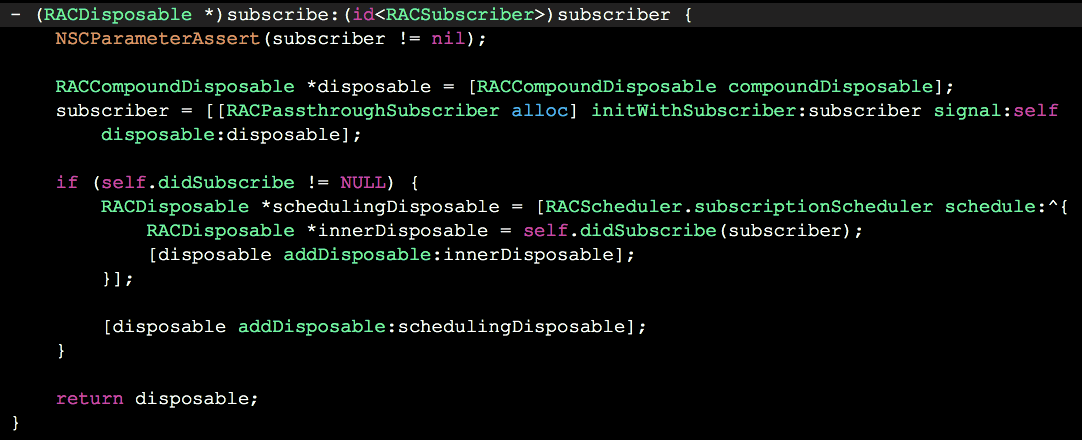 - (RACDisposable *)subscribe:(id<RACSubscriber>)subscriber {
    NSCParameterAssert(subscriber != nil);

    RACCompoundDisposable *disposable = [RACCompoundDisposable compoundDisposable];
    subscriber = [[RACPassthroughSubscriber alloc] initWithSubscriber:subscriber signal:self
        disposable:disposable];

    if (self.didSubscribe != NULL) {
        RACDisposable *schedulingDisposable = [RACScheduler.subscriptionScheduler schedule:^{
            RACDisposable *innerDisposable = self.didSubscribe(subscriber);
            [disposable addDisposable:innerDisposable];
        }];

        [disposable addDisposable:schedulingDisposable];
    }

    return disposable;
}